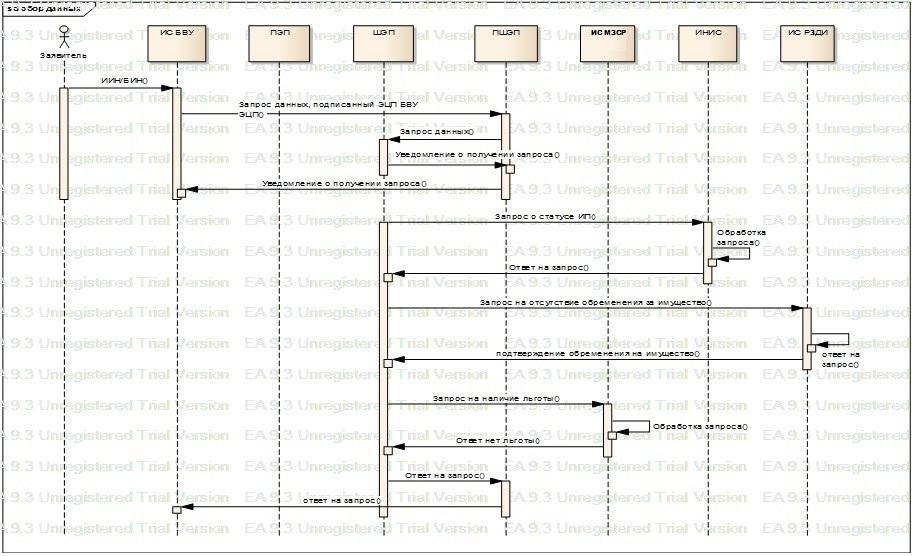 sd сбор данных
ИС БВУ
ПЭП
ШЭП
ПШЭП
ИС МЗСР
ИНИС
ИС РЗДИ
Заявитель
ИИН/БИН()
Запрос данных, подписанный ЭЦП БВУ
ЭЦП()
Запрос данных()
Уведомление о получении запроса()
Уведомление о получении запроса()
Запрос о статусе ИП()
Обработка
запроса()
Ответ на запрос()
Запрос на отсутствие обременения за имущество()
подтверждение обременения на имущество()
ответ на
запрос()
Запрос на наличие льготы()
Обработка запроса()
Ответ нет льготы()
Ответ на запрос()
ответ на запрос()
EA 9.3 Unregistered Trial Version